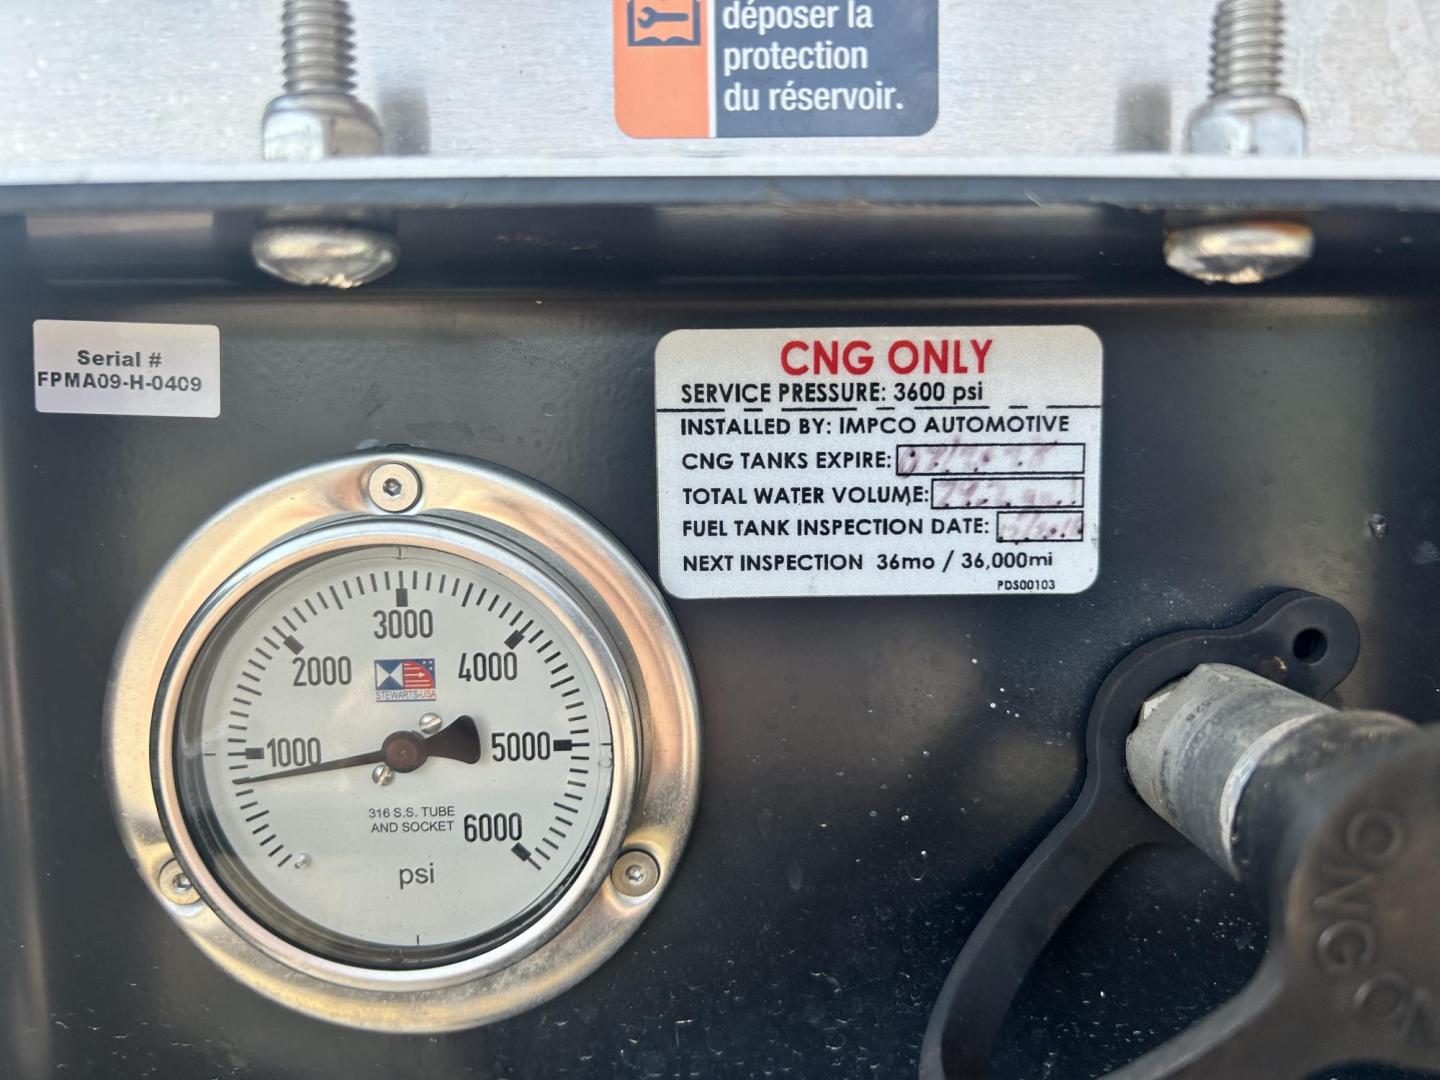 déposer la
protection
du réservoir.
Serial #
FPMA09-H-0409
CNG ONLY
SERVICE PRESSURE: 3600 psi
INSTALLED BY: IMPCO AUTOMOTIVE
CNG TANKS EXPIRE:
TOTAL WATER VOLUME:
FUEL TANK INSPECTION DATE:
NEXT INSPECTION 36mo / 36,000mi
PDS00103
3000
2000
4000
STEWARTS-USA
1000
5000
316 S.S. TUBE
AND SOCKET
6000
psi
CNG